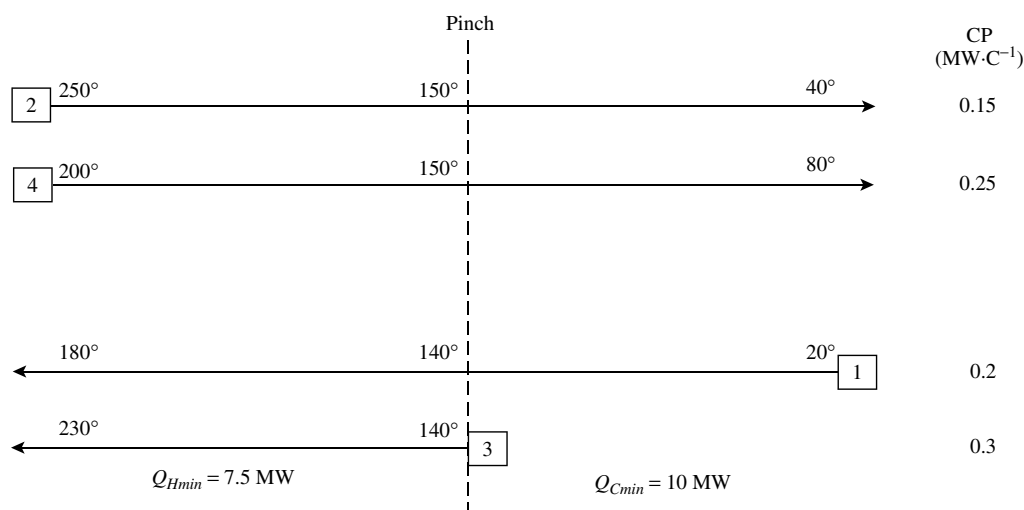 Pinch
CP
(MW·C⁻¹)
2 250° 150° 40° 0.15
4 200° 150° 80° 0.25
180° 140° 20° 1 0.2
230° 140° 3 0.3
Q_Hmin = 7.5 MW Q_Cmin = 10 MW